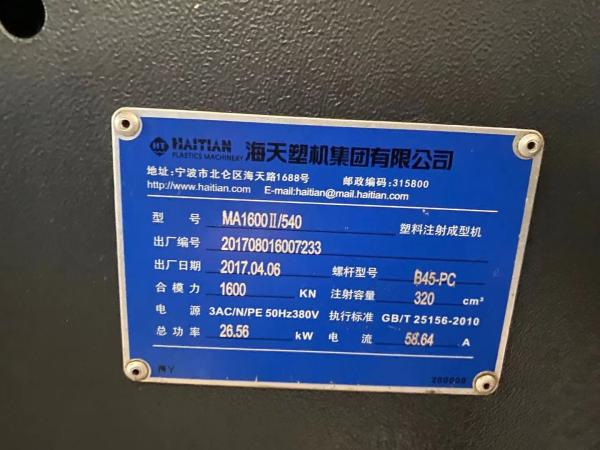 HT HAITIAN PLASTICS MACHINERY 海天塑机集团有限公司
地址:宁波市北仑区海天路1688号 邮政编码:315800
http://www.haitian.com E-mail:haitian@mail.haitian.com
型 号 MA1600Ⅱ/540 塑料注射成型机
出厂编号 201708016007233
出厂日期 2017.04.06 螺杆型号 B45-PC
合模力 1600 KN 注射容量 320 cm³
电 源 3AC/N/PE 50Hz380V 执行标准 GB/T 25156-2010
总功率 26.56 kW 电 流 58.64 A